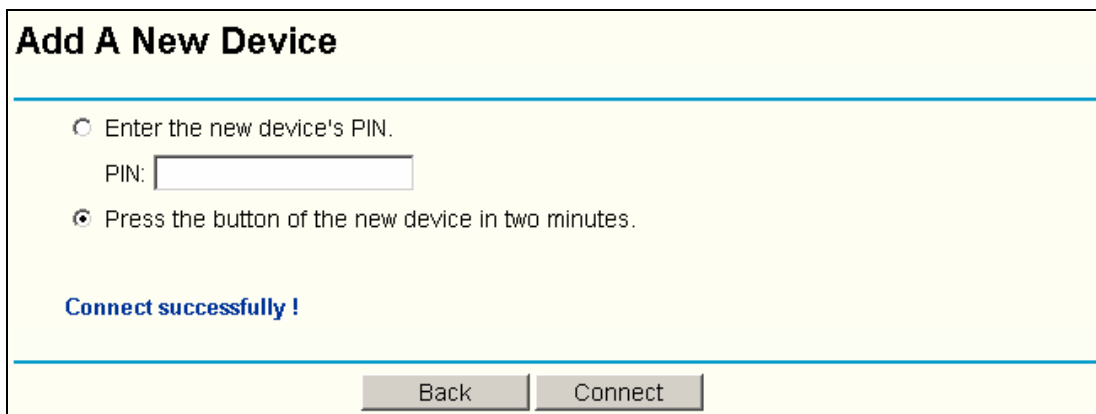 Add A New Device
Enter the new device's PIN.
PIN:
Press the button of the new device in two minutes.
Connect successfully !
Back Connect